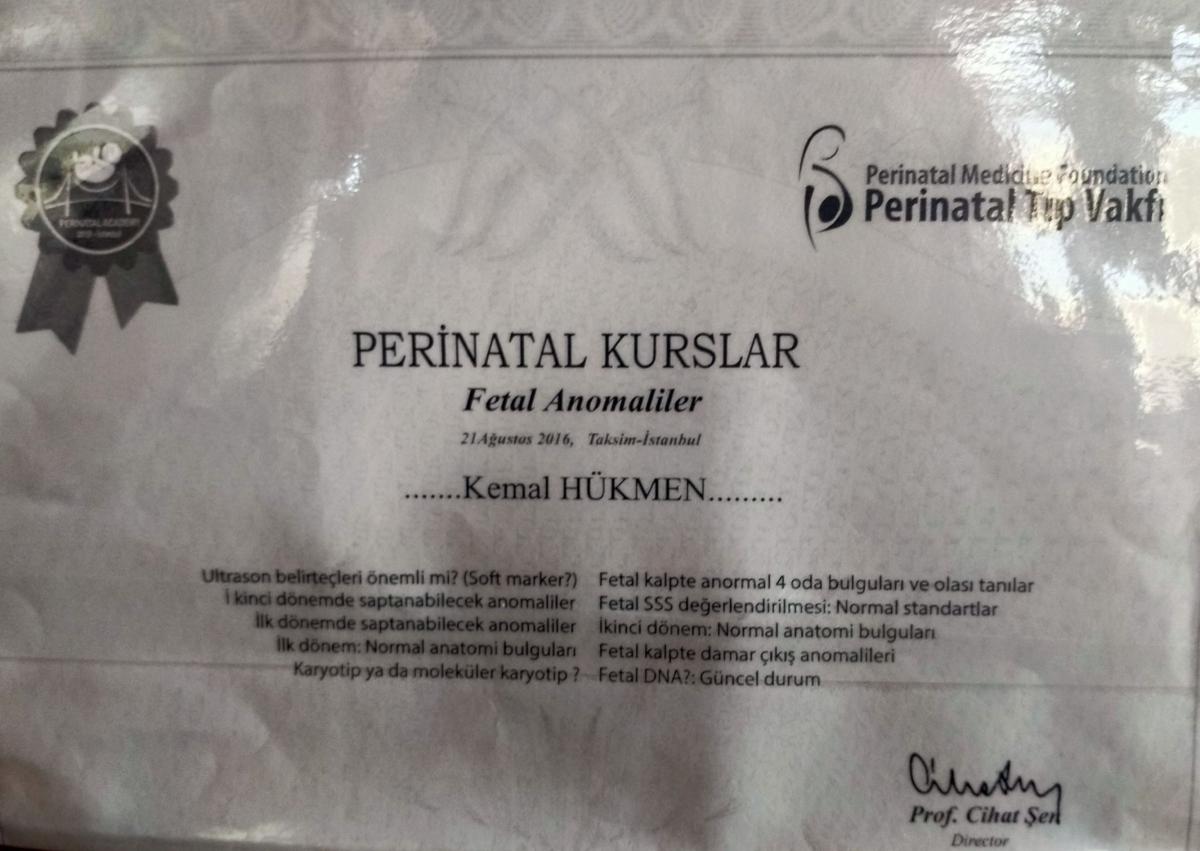 PERINATAL ACADEMY
Perinatal Medicine Foundation
Perinatal Tıp Vakfı
PERİNATAL KURSLAR
Fetal Anomaliler
21Ağustos 2016, Taksim-İstanbul
.......Kemal HÜKMEN.........
Ultrason belirteçleri önemli mi? (Soft marker?)
İ kinci dönemde saptanabilecek anomaliler
İlk dönemde saptanabilecek anomaliler
İlk dönem: Normal anatomi bulguları
Karyotip ya da moleküler karyotip ?
Fetal kalpte anormal 4 oda bulguları ve olası tanılar
Fetal SSS değerlendirilmesi: Normal standartlar
İkinci dönem: Normal anatomi bulguları
Fetal kalpte damar çıkış anomalileri
Fetal DNA?: Güncel durum
Prof. Cihat Şen
Director